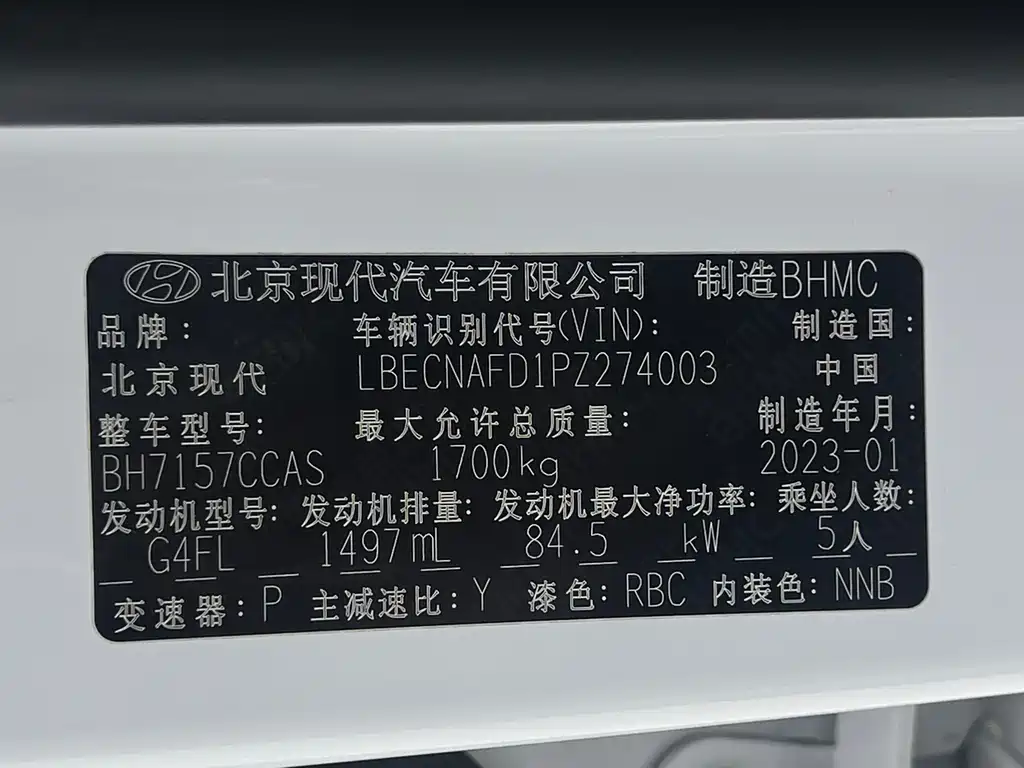 北京现代汽车有限公司 制造BHMC
品牌: 车辆识别代号(VIN): 制造国:
北京现代 LBECNAFD1PZ274003 中国
整车型号: 最大允许总质量: 制造年月:
BH7157CCAS 1700kg 2023-01
发动机型号: 发动机排量: 发动机最大净功率: 乘坐人数:
G4FL 1497mL 84.5 kW 5人
变速器: P 主减速比: Y 漆色: RBC 内装色: NNB